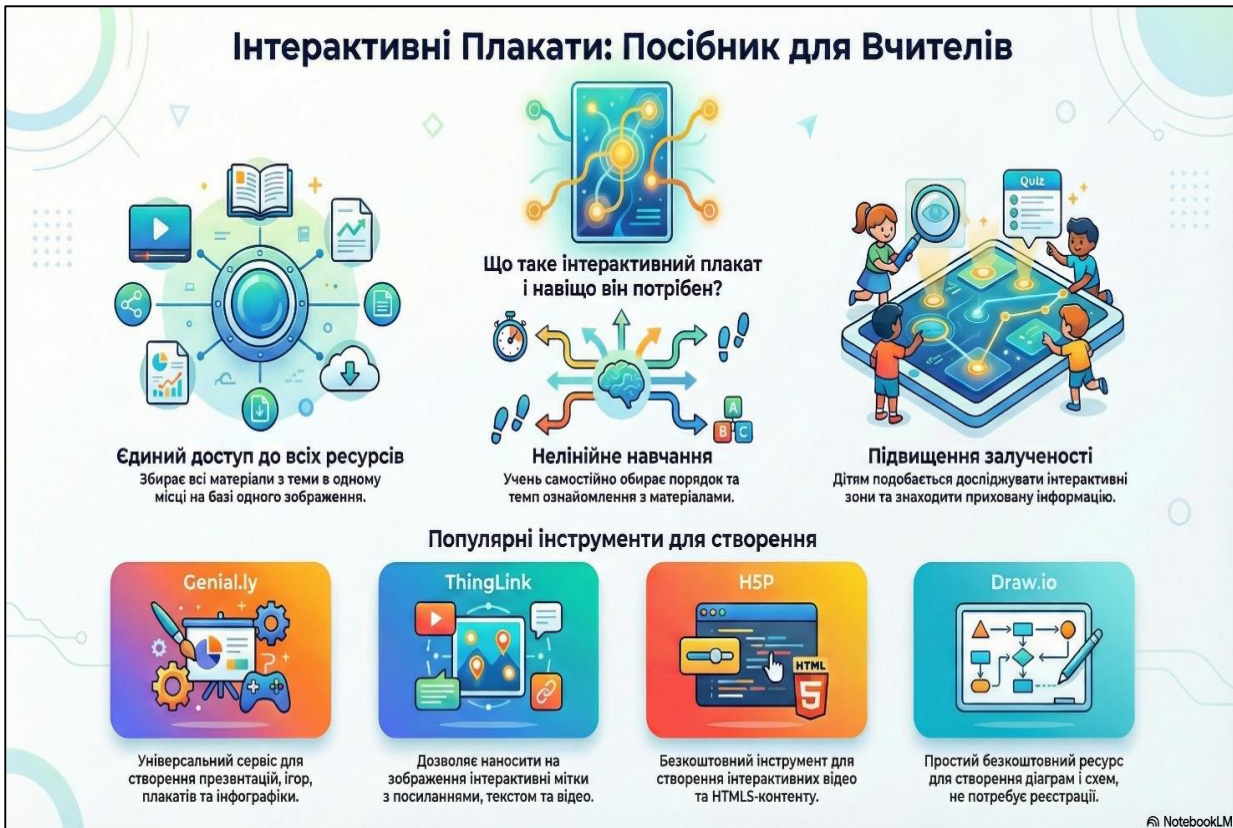 Інтерактивні Плакати: Посібник для Вчителів
Що таке інтерактивний плакат
і навіщо він потрібен?
Quiz
A
B C
Єдиний доступ до всіх ресурсів
Збирає всі матеріали з теми в одному
місці на базі одного зображення.
Нелінійне навчання
Учень самостійно обирає порядок та
темп ознайомлення з матеріалами.
Підвищення залученості
Дітям подобається досліджувати інтерактивні
зони та знаходити приховану інформацію.
Популярні інструменти для створення
Genial.ly
Універсальний сервіс для
створення презвнтацій, ігор,
плакатів та інфографіки.
ThingLink
Дозволяє наносити на
зображення інтерактивні мітки
з посиланнями, текстом та відео.
H5P
HTML
5
Безкоштовний інструмент для
створення інтерактивних відео
та HTMLS-контенту.
Draw.io
Простий безкоштовний ресурс
для створення діаграм і схем,
не потребує реєстрації.
NotebookLM